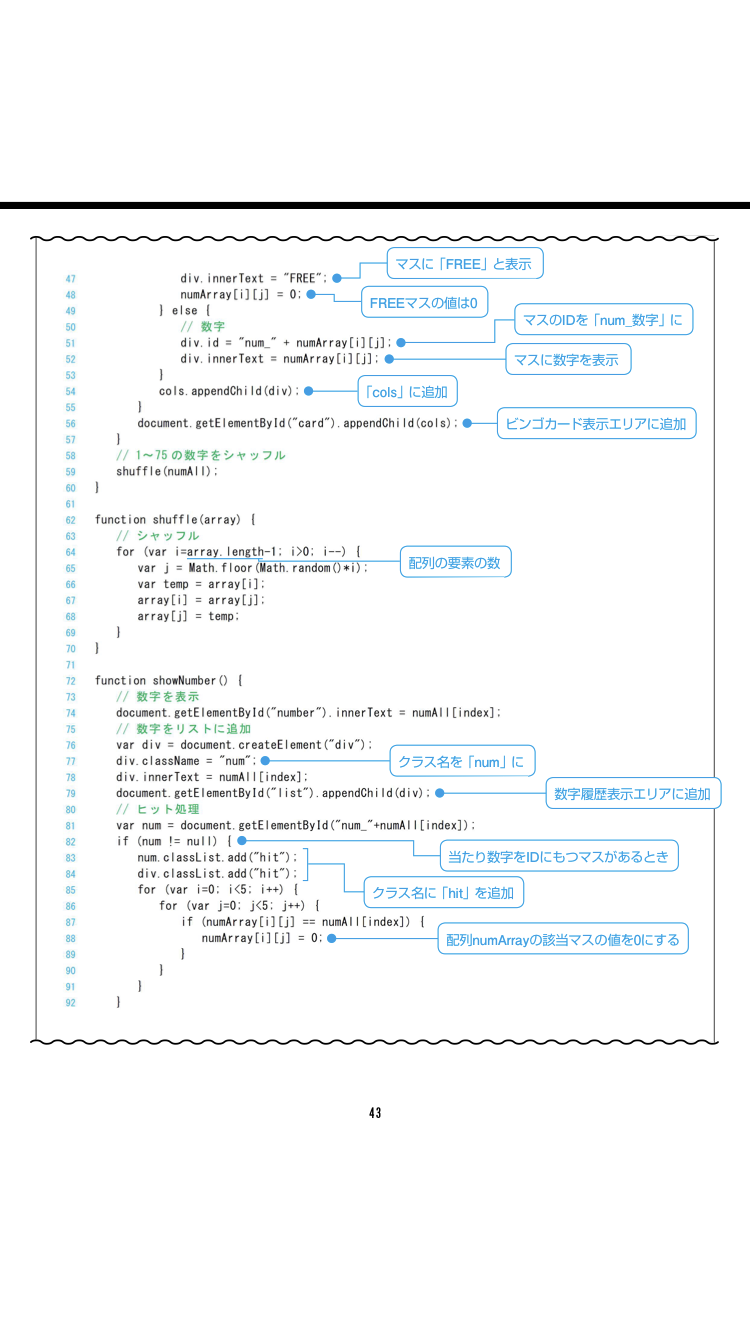 47 div.innerText = "FREE"; マスに「FREE」と表示
48 numArray[i][j] = 0; FREEマスの値は0
49 } else {
50 // 数字
51 div.id = "num_" + numArray[i][j]; マスのIDを「num_数字」に
52 div.innerText = numArray[i][j]; マスに数字を表示
53 }
54 cols.appendChild(div); 「cols」に追加
55 }
56 document.getElementById("card").appendChild(cols); ビンゴカード表示エリアに追加
57 }
58 // 1〜75の数字をシャッフル
59 shuffle(numAll);
60 }
61
62 function shuffle(array) {
63 // シャッフル
64 for (var i=array.length-1; i>0; i--) { 配列の要素の数
65 var j = Math.floor(Math.random()*i);
66 var temp = array[i];
67 array[i] = array[j];
68 array[j] = temp;
69 }
70 }
71
72 function showNumber() {
73 // 数字を表示
74 document.getElementById("number").innerText = numAll[index];
75 // 数字をリストに追加
76 var div = document.createElement("div");
77 div.className = "num"; クラス名を「num」に
78 div.innerText = numAll[index];
79 document.getElementById("list").appendChild(div); 数字履歴表示エリアに追加
80 // ヒット処理
81 var num = document.getElementById("num_"+numAll[index]);
82 if (num != null) { 当たり数字をIDにもつマスがあるとき
83 num.classList.add("hit");
84 div.classList.add("hit"); クラス名に「hit」を追加
85 for (var i=0; i<5; i++) {
86 for (var j=0; j<5; j++) {
87 if (numArray[i][j] == numAll[index]) {
88 numArray[i][j] = 0; 配列numArrayの該当マスの値を0にする
89 }
90 }
91 }
92 }
43